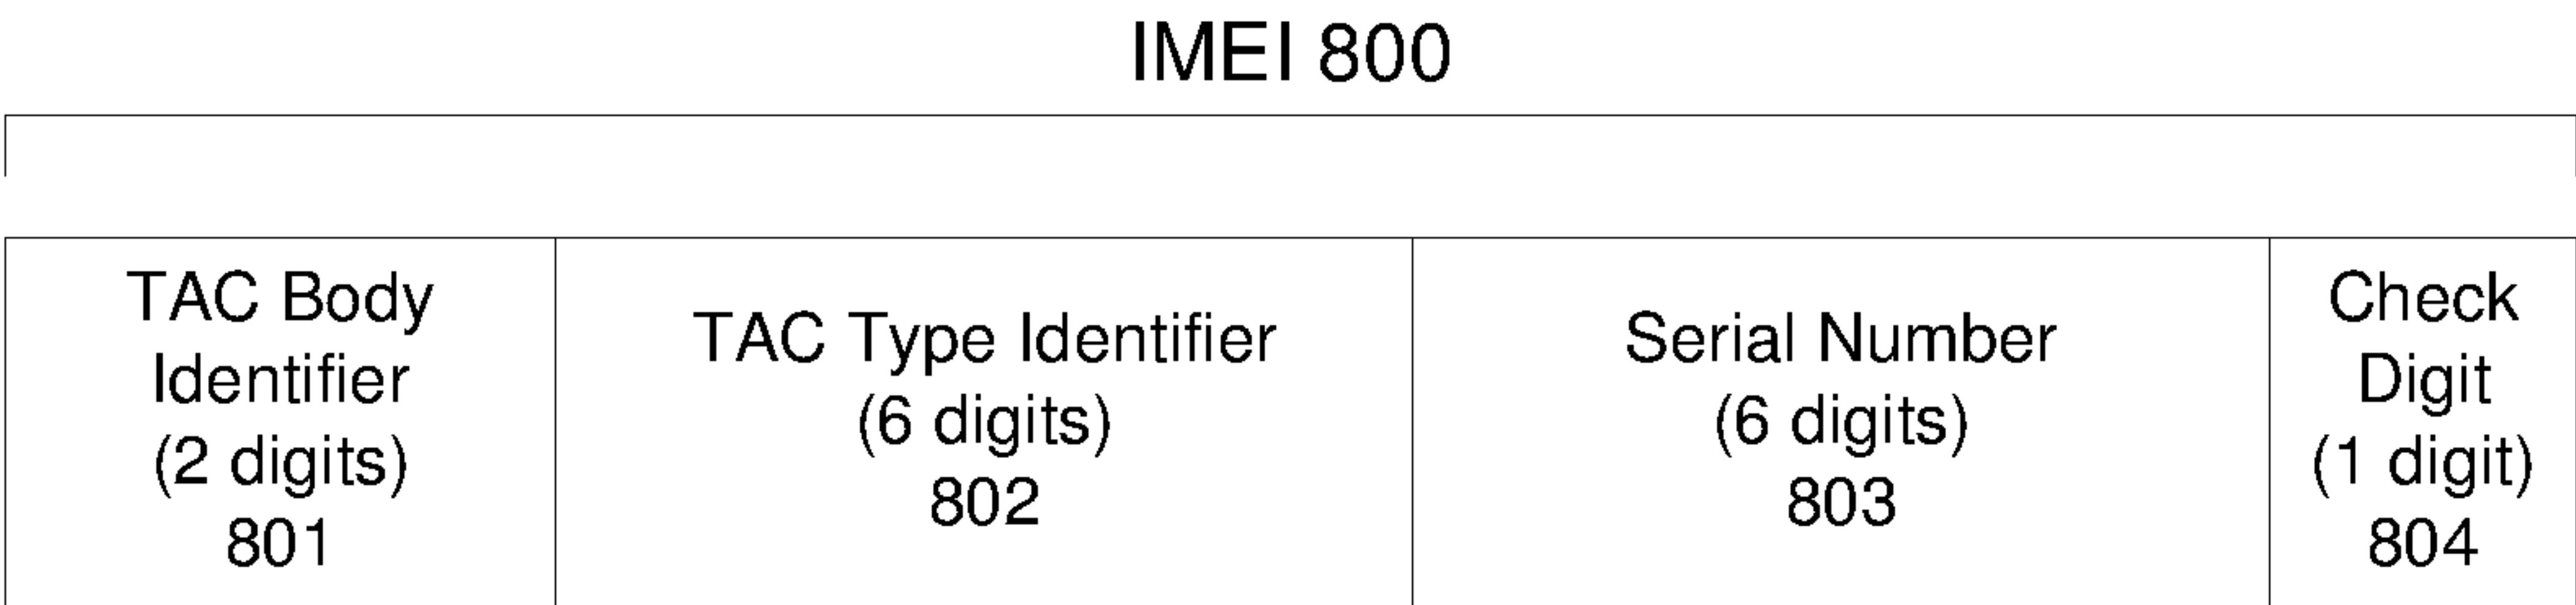 IMEI 800
TAC Body
Identifier
(2 digits)
801
TAC Type Identifier
(6 digits)
802
Serial Number
(6 digits)
803
Check
Digit
(1 digit)
804